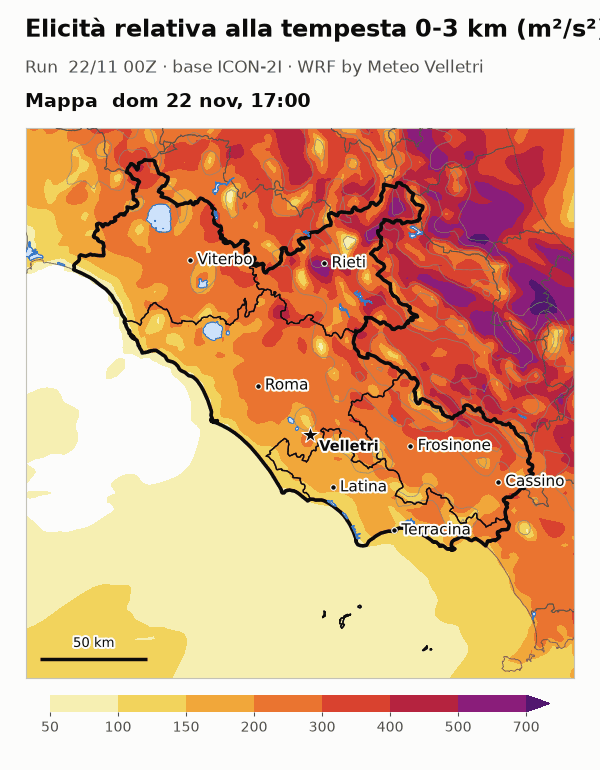 Elicità relativa alla tempesta 0-3 km (m²/s²)
Run 22/11 00Z · base ICON-2I · WRF by Meteo Velletri
Mappa dom 22 nov, 17:00
Viterbo
Rieti
Roma
Velletri
Frosinone
Cassino
Latina
Terracina
50 km
50 100 150 200 300 400 500 700